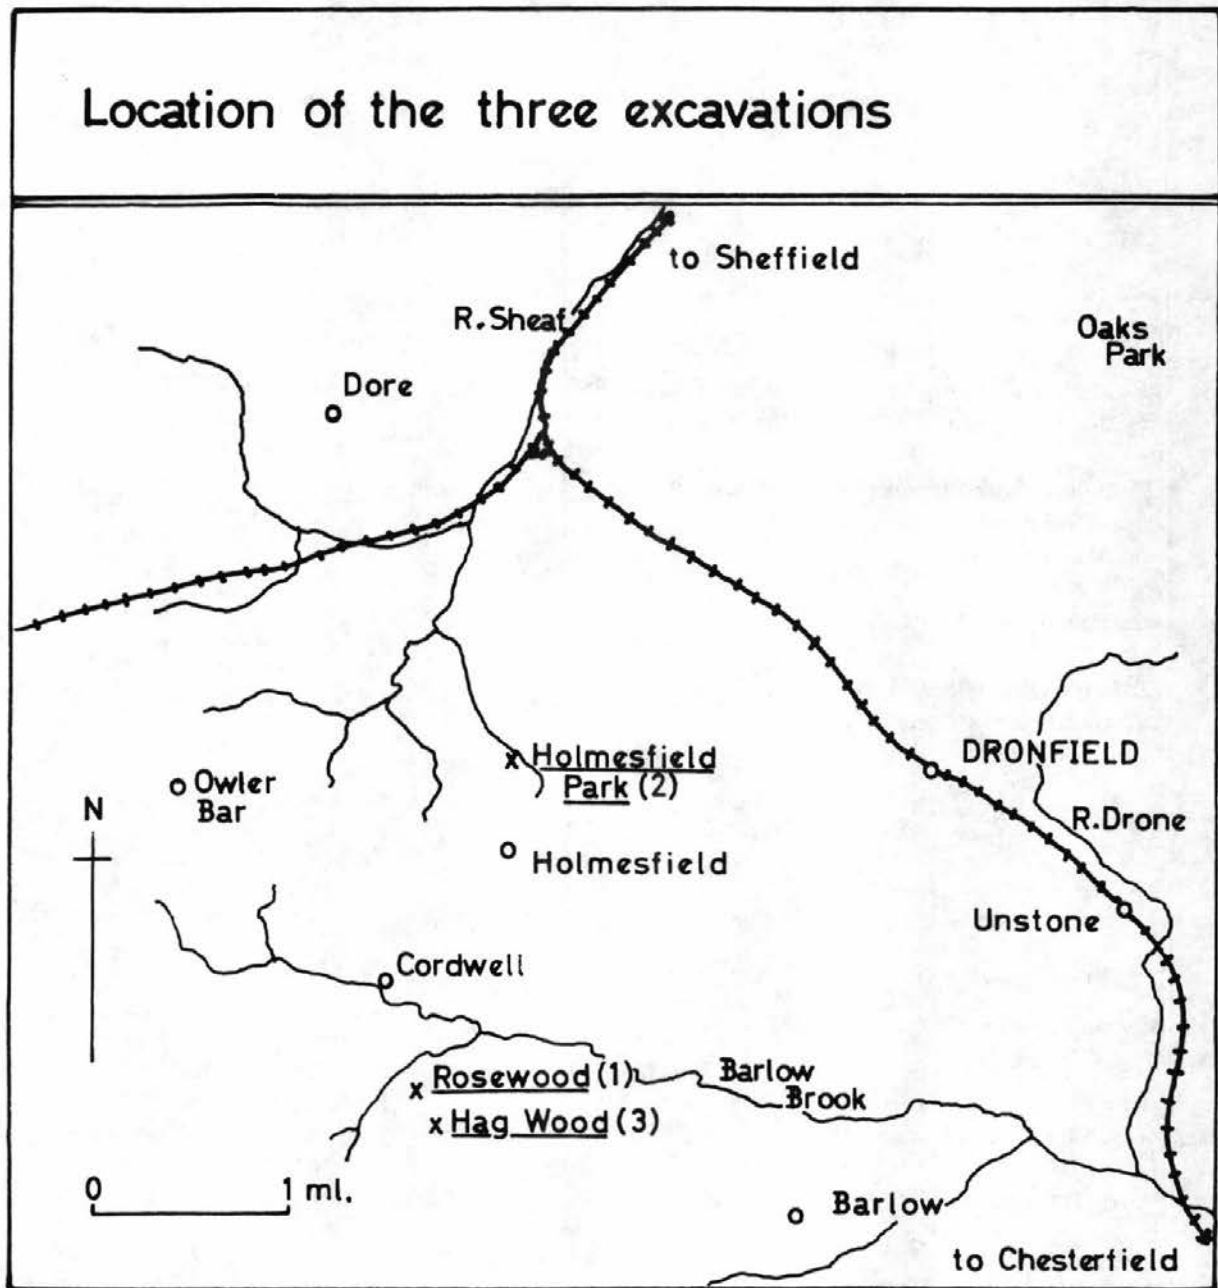 Location of the three excavations
to Sheffield
R. Sheaf
Oaks
Park
Dore
Holmesfield
Park (2)
DRONFIELD
Owler
Bar
N
R. Drone
Holmesfield
Unstone
Cordwell
Rosewood (1)
Barlow
Brook
Hag Wood (3)
0 1 ml.
Barlow
to Chesterfield